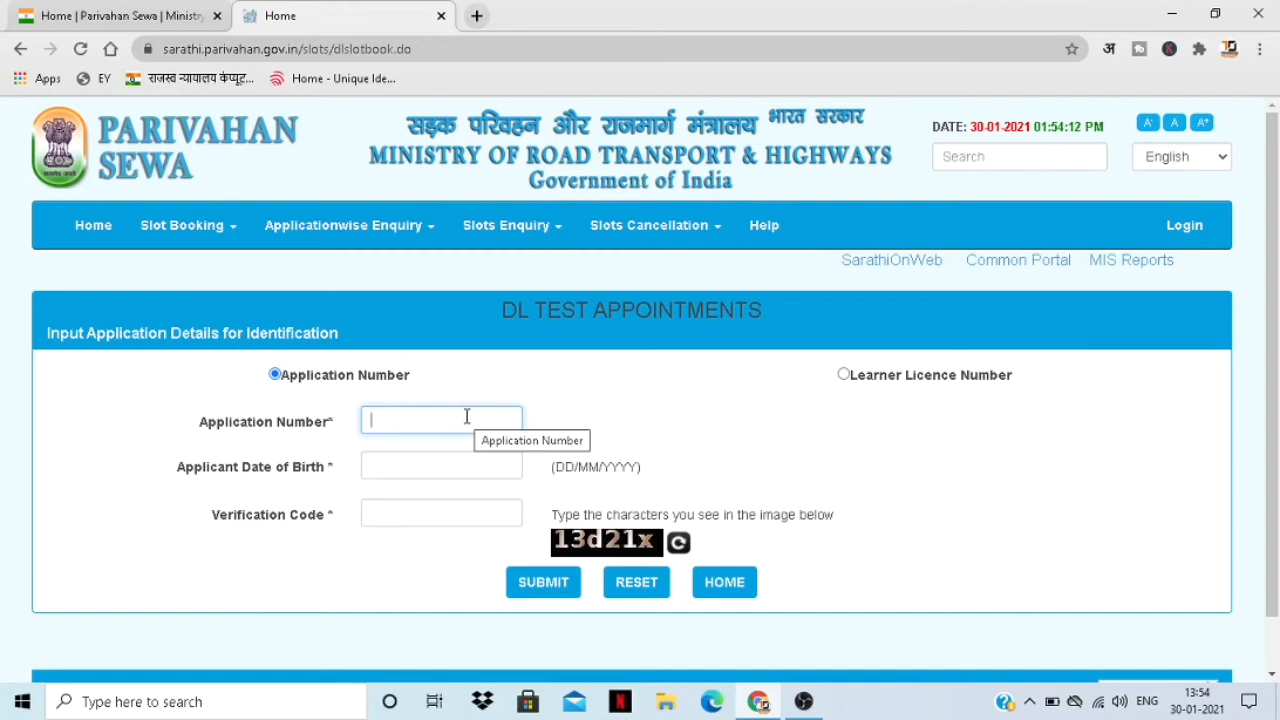 Home | Parivahan Sewa | Ministr
Home
sarathi.parivahan.gov.in/slots/dlslotbook.do
अ
Apps
EY
राजस्व न्यायालय कंप्यूट...
Home - Unique Ide...
PARIVAHAN
SEWA
सड़क परिवहन और राजमार्ग मंत्रालय भारत सरकार
MINISTRY OF ROAD TRANSPORT & HIGHWAYS
Government of India
DATE: 30-01-2021 01:54:12 PM
A- A A+
Search
English
Home Slot Booking Applicationwise Enquiry Slots Enquiry Slots Cancellation Help Login
SarathiOnWeb Common Portal MIS Reports
DL TEST APPOINTMENTS
Input Application Details for Identification
Application Number Learner Licence Number
Application Number*
Application Number
Applicant Date of Birth * (DD/MM/YYYY)
Verification Code * Type the characters you see in the image below
13d21x
SUBMIT RESET HOME
Type here to search
ENG
13:54
30-01-2021